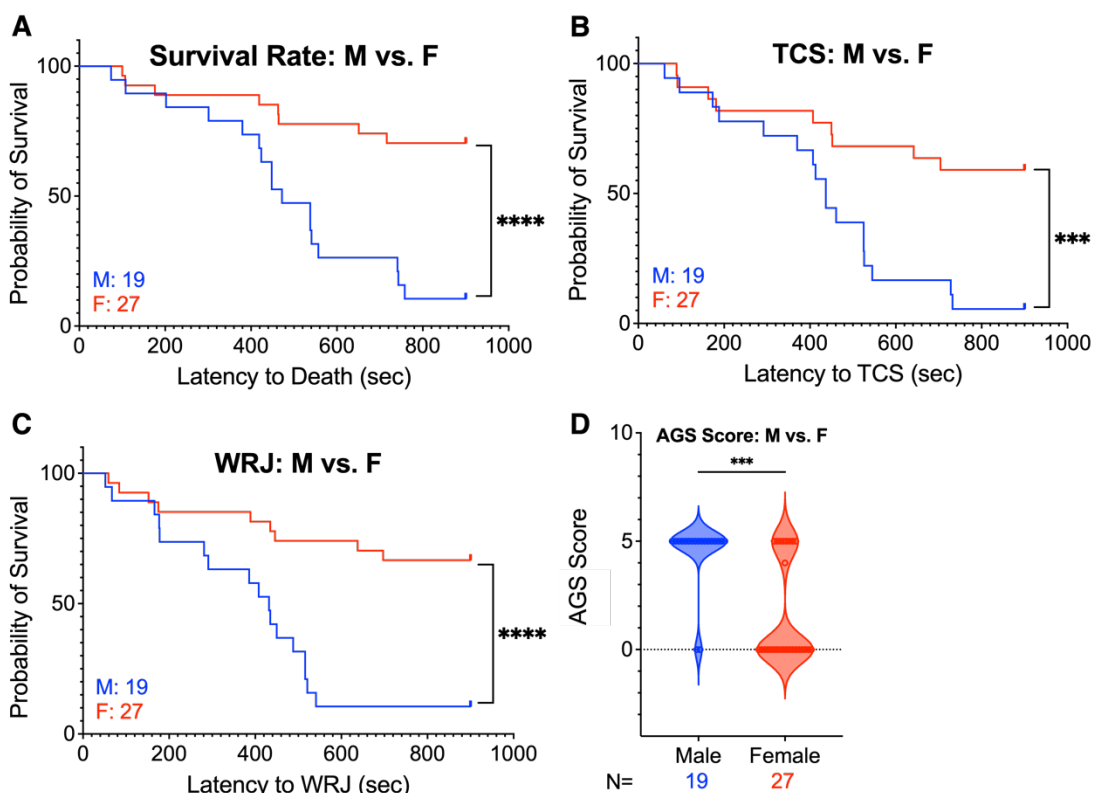 A
Survival Rate: M vs. F
Probability of Survival
100
50
0
****
M: 19
F: 27
0 200 400 600 800 1000
Latency to Death (sec)
B
TCS: M vs. F
Probability of Survival
100
50
0
***
M: 19
F: 27
0 200 400 600 800 1000
Latency to TCS (sec)
C
WRJ: M vs. F
Probability of Survival
100
50
0
****
M: 19
F: 27
0 200 400 600 800 1000
Latency to WRJ (sec)
D
AGS Score: M vs. F
AGS Score
10
5
0
***
Male Female
N= 19 27